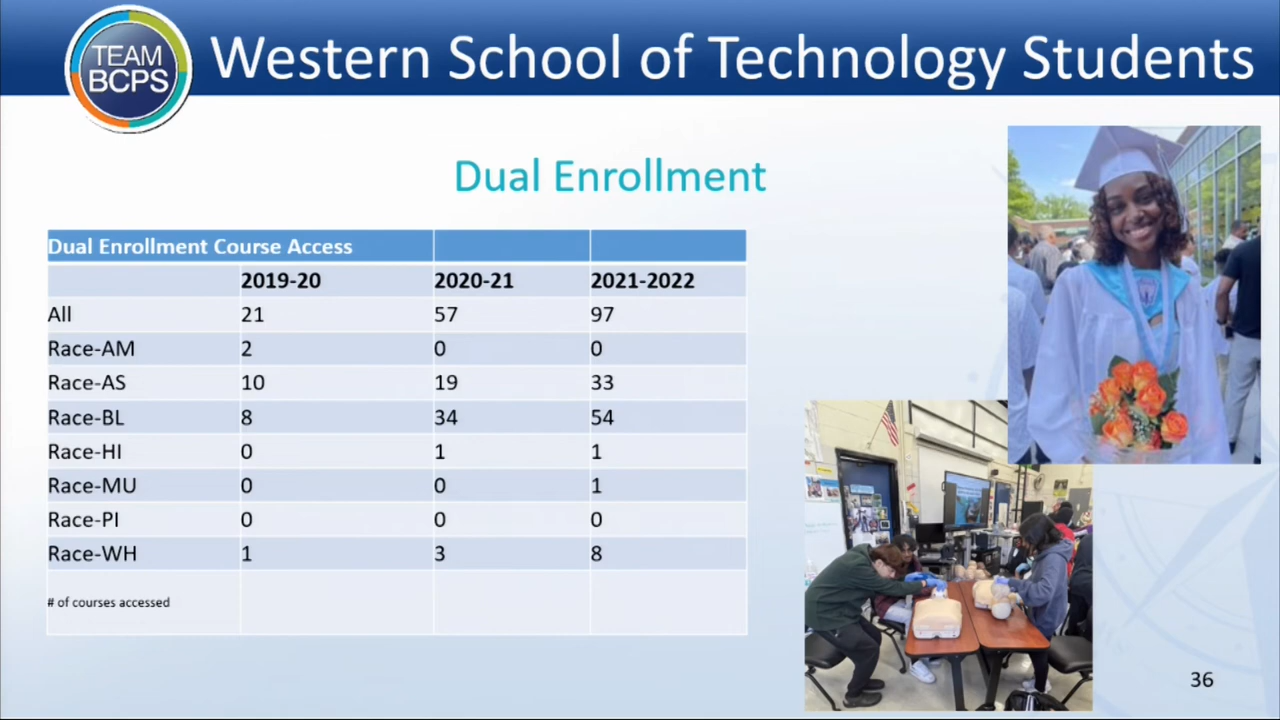 TEAM
BCPS
Western School of Technology Students
Dual Enrollment
Dual Enrollment Course Access
2019-20 2020-21 2021-2022
All 21 57 97
Race-AM 2 0 0
Race-AS 10 19 33
Race-BL 8 34 54
Race-HI 0 1 1
Race-MU 0 0 1
Race-PI 0 0 0
Race-WH 1 3 8
# of courses accessed
36